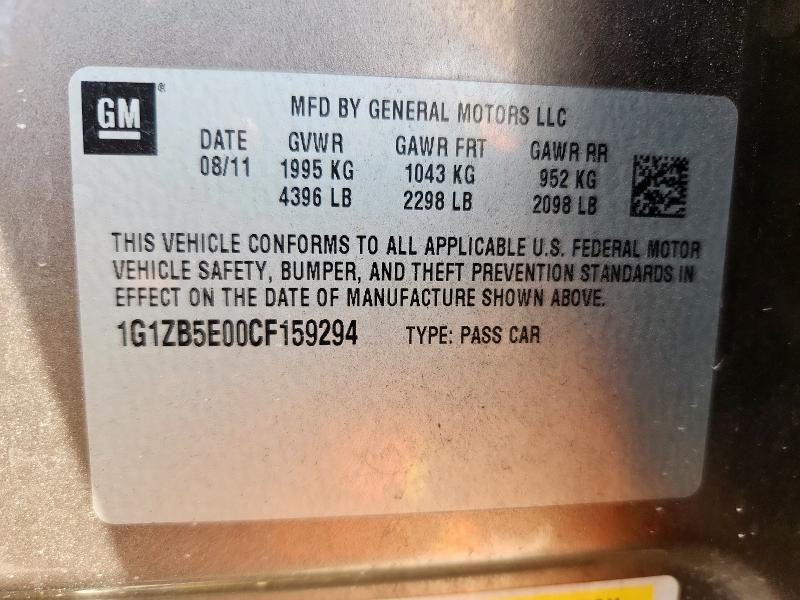 GM®
MFD BY GENERAL MOTORS LLC
DATE GVWR GAWR FRT GAWR RR
08/11 1995 KG 1043 KG 952 KG
4396 LB 2298 LB 2098 LB
THIS VEHICLE CONFORMS TO ALL APPLICABLE U.S. FEDERAL MOTOR
VEHICLE SAFETY, BUMPER, AND THEFT PREVENTION STANDARDS IN
EFFECT ON THE DATE OF MANUFACTURE SHOWN ABOVE.
1G1ZB5E00CF159294 TYPE: PASS CAR